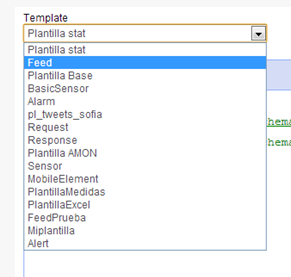 Template
Plantilla stat
Plantilla stat
Feed
Plantilla Base
BasicSensor
Alarm
pl_tweets_sofia
Request
Response
Plantilla AMON
Sensor
MobileElement
PlantillaMedidas
PlantillaExcel
FeedPrueba
Miplantilla
Alert
hema
hema